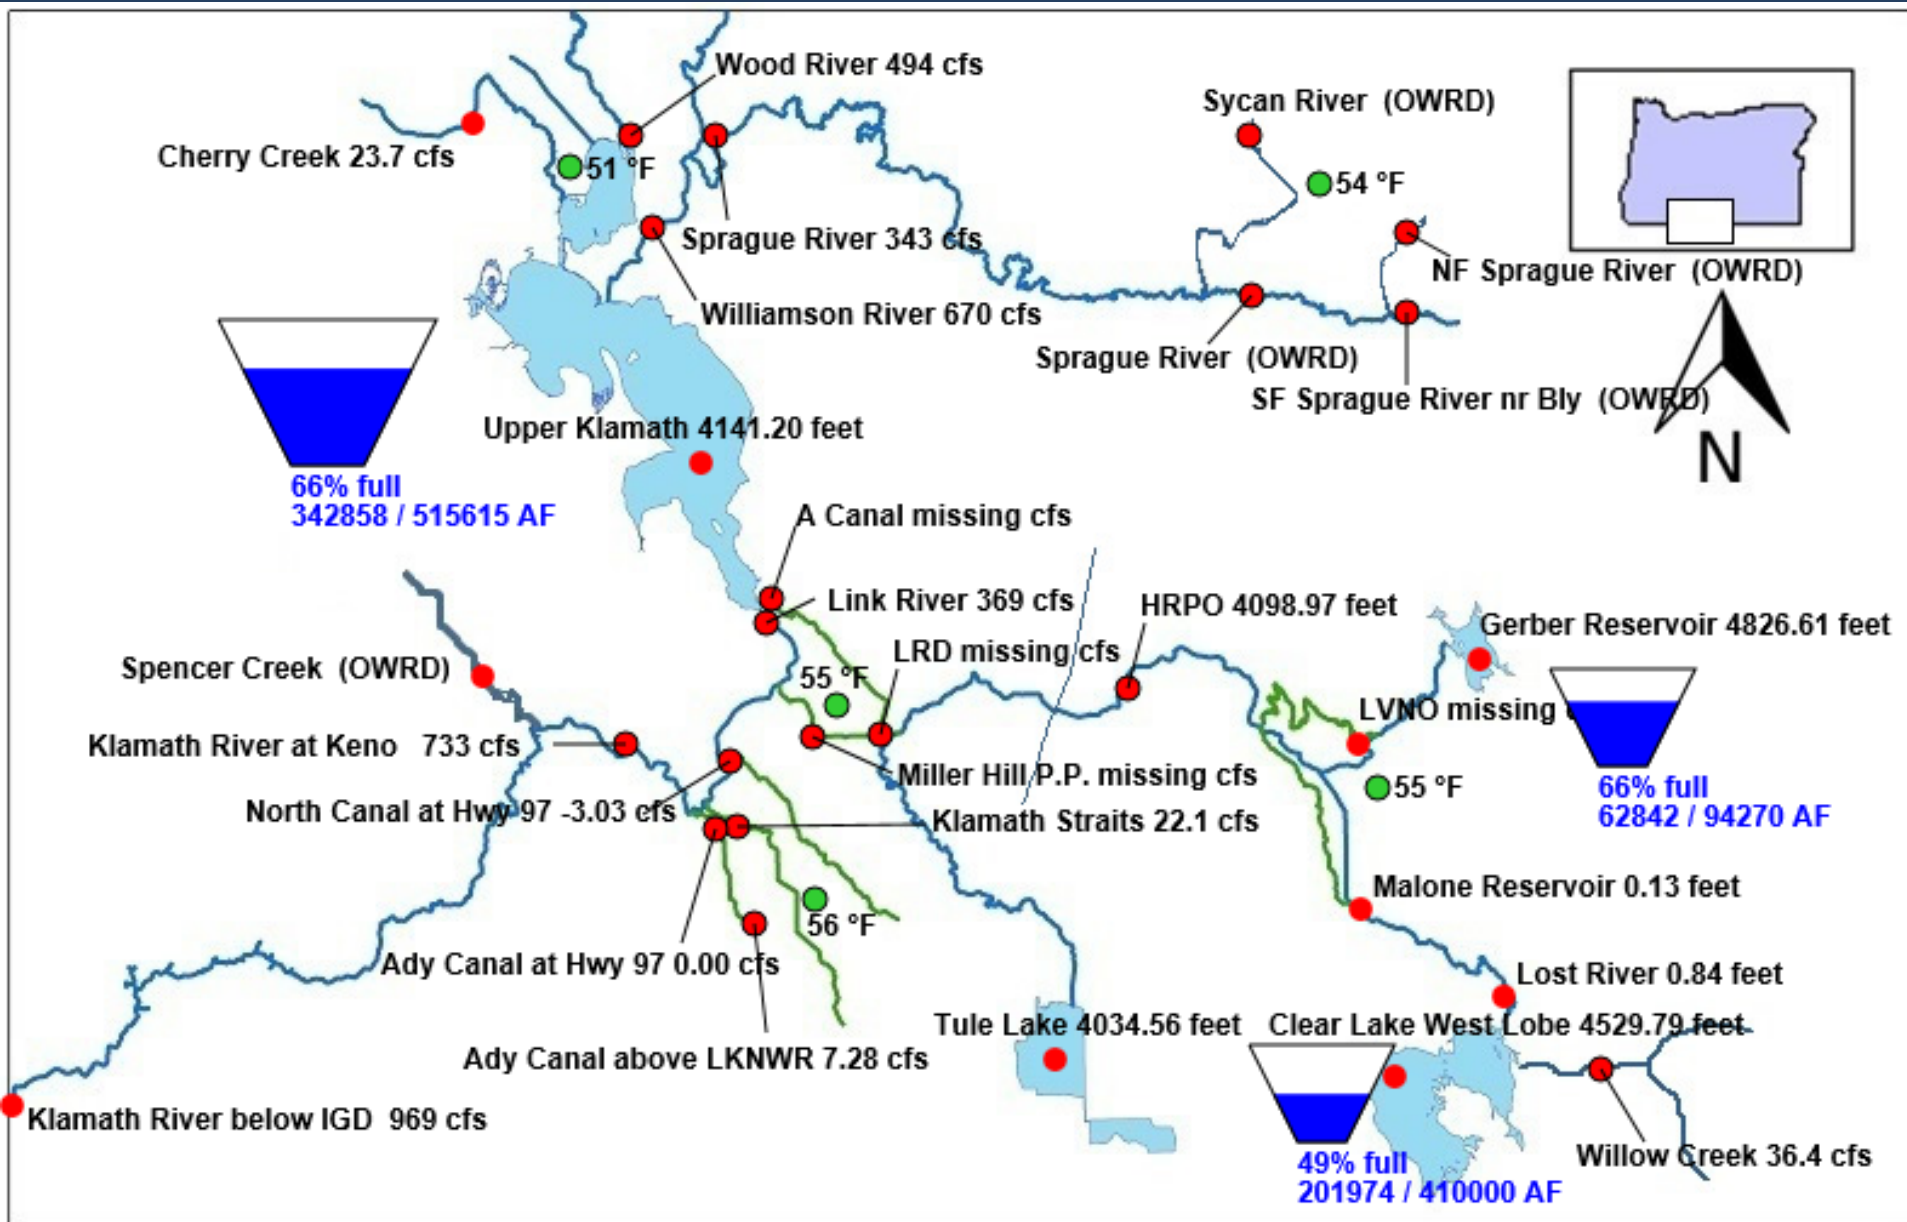 Wood River 494 cfs
Sycan River (OWRD)
Cherry Creek 23.7 cfs
51 °F
54 °F
Sprague River 343 cfs
NF Sprague River (OWRD)
Williamson River 670 cfs
Sprague River (OWRD)
SF Sprague River nr Bly (OWRD)
N
Upper Klamath 4141.20 feet
66% full
342858 / 515615 AF
A Canal missing cfs
Link River 369 cfs
HRPO 4098.97 feet
Gerber Reservoir 4826.61 feet
LRD missing cfs
Spencer Creek (OWRD)
55 °F
LVNO missing
Klamath River at Keno 733 cfs
Miller Hill P.P. missing cfs
55 °F
66% full
62842 / 94270 AF
North Canal at Hwy 97 -3.03 cfs
Klamath Straits 22.1 cfs
Malone Reservoir 0.13 feet
56 °F
Ady Canal at Hwy 97 0.00 cfs
Lost River 0.84 feet
Tule Lake 4034.56 feet
Clear Lake West Lobe 4529.79 feet
Ady Canal above LKNWR 7.28 cfs
Klamath River below IGD 969 cfs
Willow Creek 36.4 cfs
49% full
201974 / 410000 AF